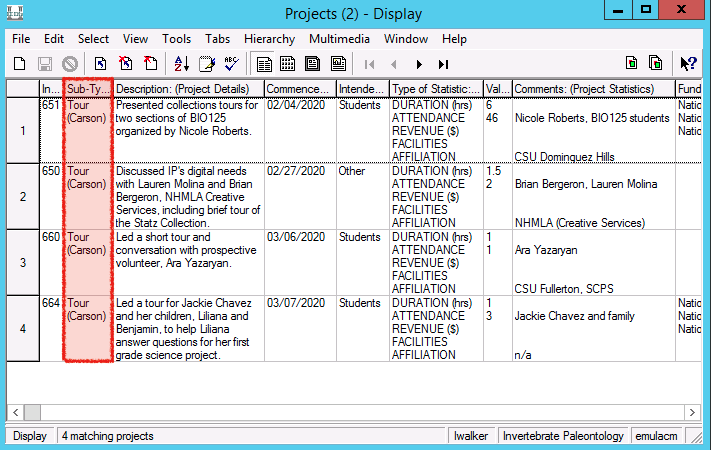 Projects (2) - Display
File Edit Select View Tools Tabs Hierarchy Multimedia Window Help
In... Sub-Ty... Description: (Project Details) Commence... Intende... Type of Statistic:... Val... Comments: (Project Statistics) Fund
651 Tour Presented collections tours for 02/04/2020 Students DURATION (hrs) 6 Natio
(Carson) two sections of BIO125 ATTENDANCE 46 Nicole Roberts, BIO125 students Natio
1 organized by Nicole Roberts. REVENUE ($) Natio
FACILITIES
AFFILIATION CSU Dominquez Hills
650 Tour Discussed IP's digital needs 02/27/2020 Other DURATION (hrs) 1.5
(Carson) with Lauren Molina and Brian ATTENDANCE 2 Brian Bergeron, Lauren Molina
2 Bergeron, NHMLA Creative REVENUE ($)
Services, including brief tour of FACILITIES
the Statz Collection. AFFILIATION NHMLA (Creative Services)
660 Tour Led a short tour and 03/06/2020 Students DURATION (hrs) 1
(Carson) conversation with prospective ATTENDANCE 1 Ara Yazaryan
3 volunteer, Ara Yazaryan. REVENUE ($)
FACILITIES
AFFILIATION CSU Fullerton, SCPS
664 Tour Led a tour for Jackie Chavez 03/07/2020 Students DURATION (hrs) 1 Natio
(Carson) and her children, Liliana and ATTENDANCE 3 Jackie Chavez and family Natio
4 Benjamin, to help Liliana REVENUE ($) Natio
answer questions for her first FACILITIES
grade science project. AFFILIATION n/a
Display 4 matching projects lwalker Invertebrate Paleontology emulacm